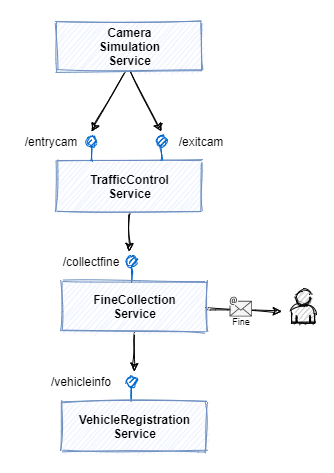 Camera
Simulation
Service
/entrycam
/exitcam
TrafficControl
Service
/collectfine
FineCollection
Service
@
Fine
/vehicleinfo
VehicleRegistration
Service